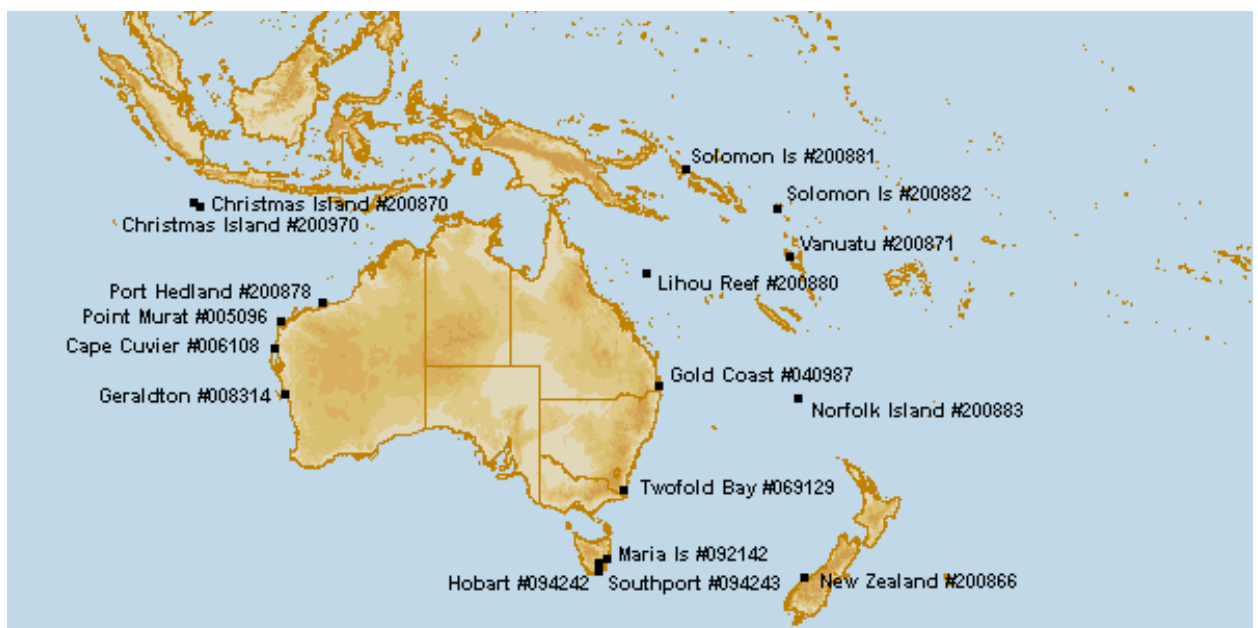 Solomon Is #200881
Solomon Is #200882
Christmas Island #200870
Christmas Island #200970
Vanuatu #200871
Lihou Reef #200880
Port Hedland #200878
Point Murat #005096
Cape Cuvier #006108
Gold Coast #040987
Geraldton #008314
Norfolk Island #200883
Twofold Bay #069129
Maria Is #092142
Hobart #094242
Southport #094243
New Zealand #200866